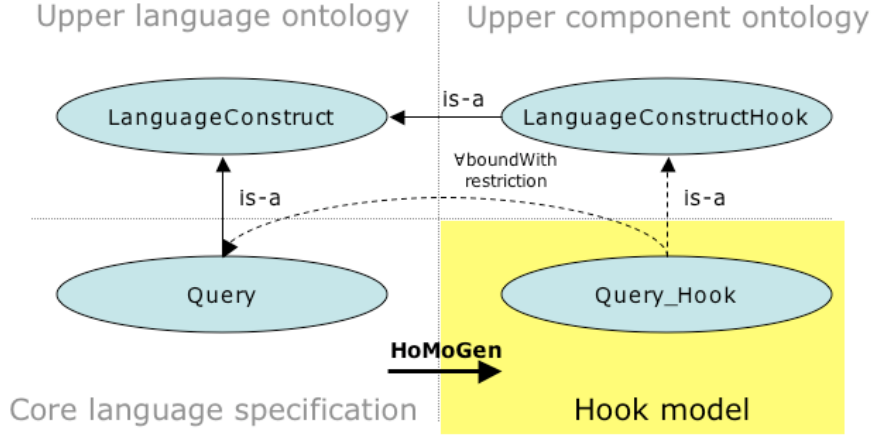 Upper language ontology
Upper component ontology
LanguageConstruct
is-a
LanguageConstructHook
∀boundWith
restriction
is-a
is-a
Query
Query_Hook
HoMoGen
Core language specification
Hook model